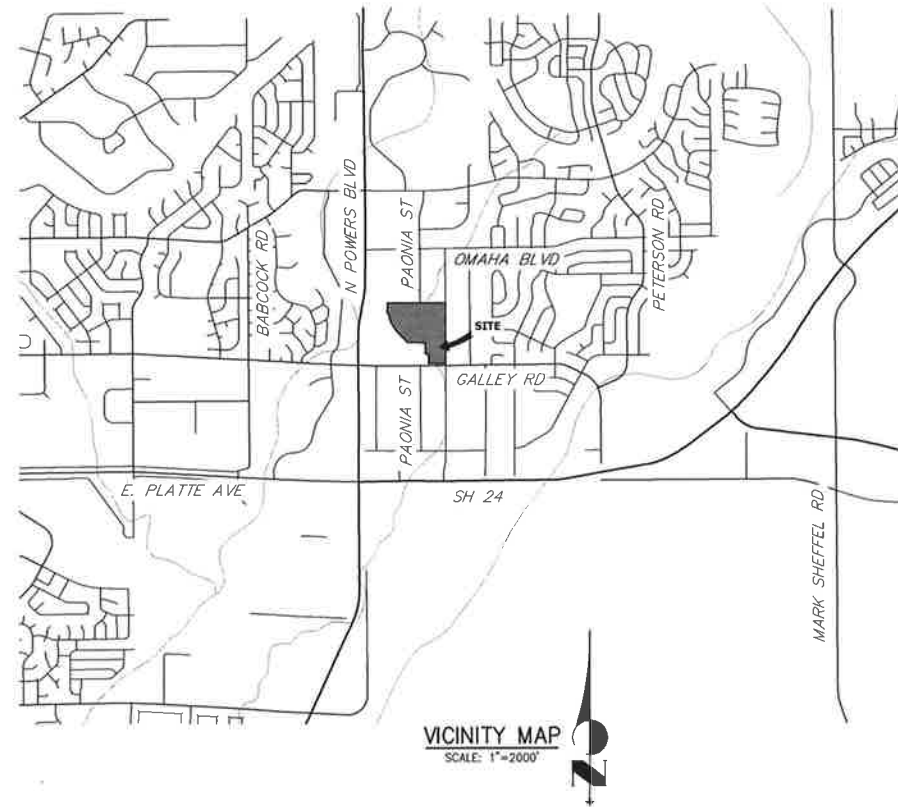 BABCOCK RD
N POWERS BLVD
PAONIA ST
OMAHA BLVD
PETERSON RD
SITE
GALLEY RD
PAONIA ST
E. PLATTE AVE
SH 24
MARK SHEFFEL RD
VICINITY MAP
SCALE: 1"=2000'
N